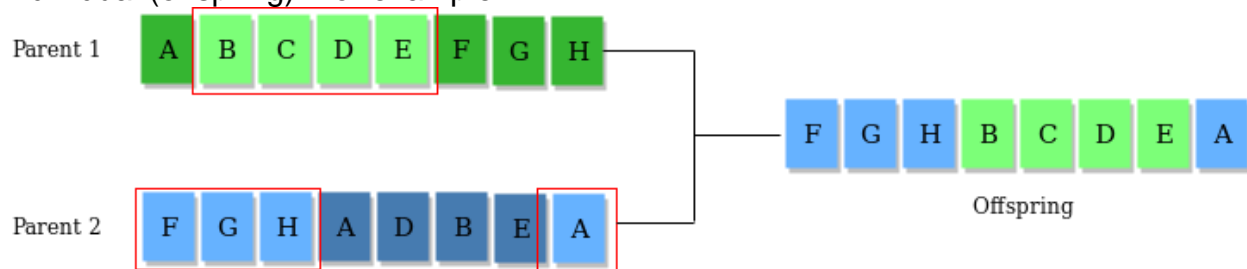 Parent 1 A B C D E F G H
F G H B C D E A
Offspring
Parent 2 F G H A D B E A